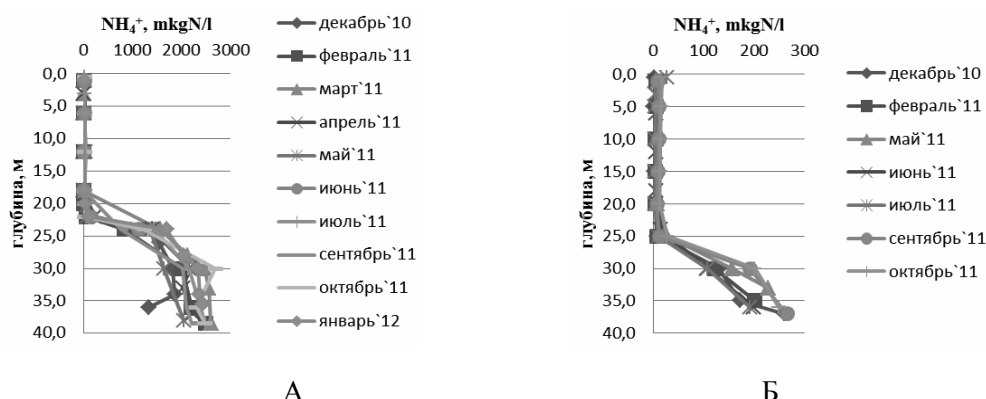 NH₄⁺, mkgN/l
0 1000 2000 3000
0,0
5,0
10,0
15,0
20,0
25,0
30,0
35,0
40,0
глубина, м
декабрь`10
февраль`11
март`11
апрель`11
май`11
июнь`11
июль`11
сентябрь`11
октябрь`11
январь`12
А
NH₄⁺, mkgN/l
0 100 200 300
0,0
5,0
10,0
15,0
20,0
25,0
30,0
35,0
40,0
глубина, м
декабрь`10
февраль`11
май`11
июнь`11
июль`11
сентябрь`11
октябрь`11
Б